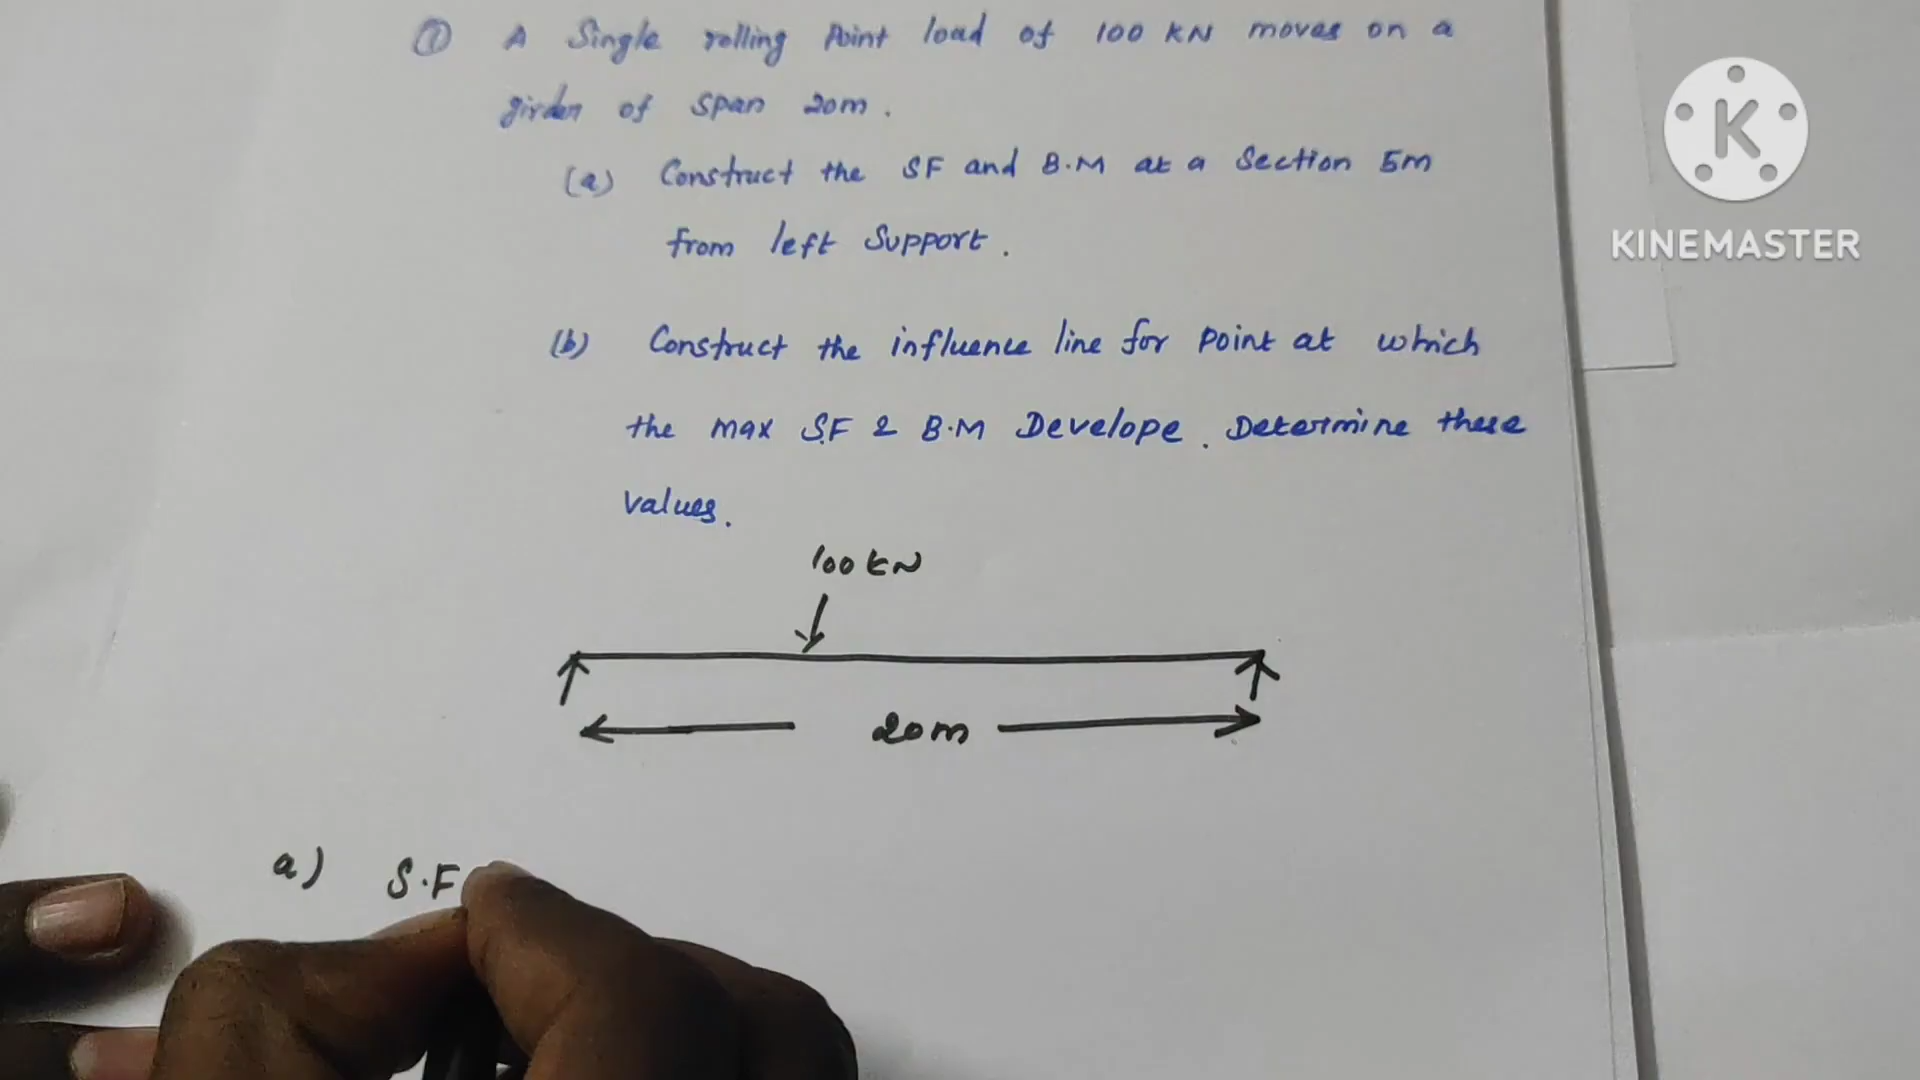 ① A Single rolling Point load of 100 KN moves on a
girder of span 20m.
(a) Construct the SF and B.M at a Section 5m
from left Support.
(b) Construct the influence line for Point at which
the max S.F & B.M Develope. Determine these
values.
100 KN
20m
a) S.F
K
KINEMASTER